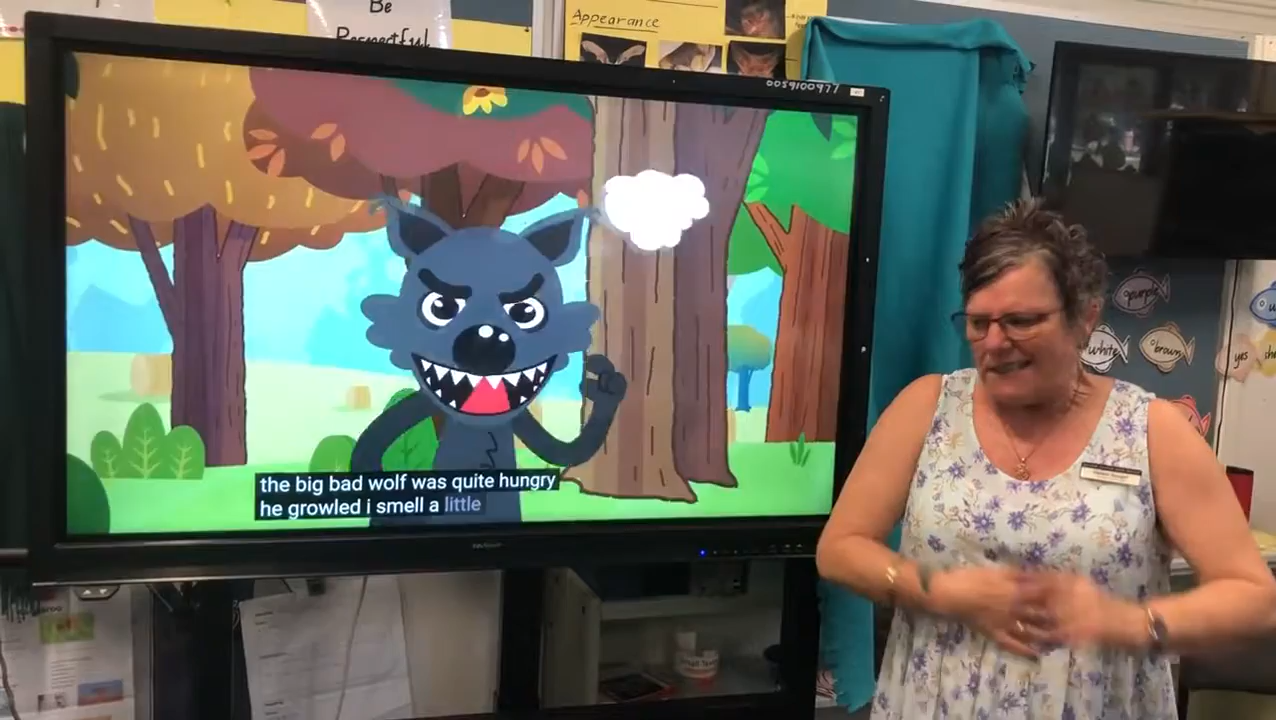 Be
Respectful
Appearance
0059100977
purple
white
brown
yes
the big bad wolf was quite hungry
he growled i smell a little